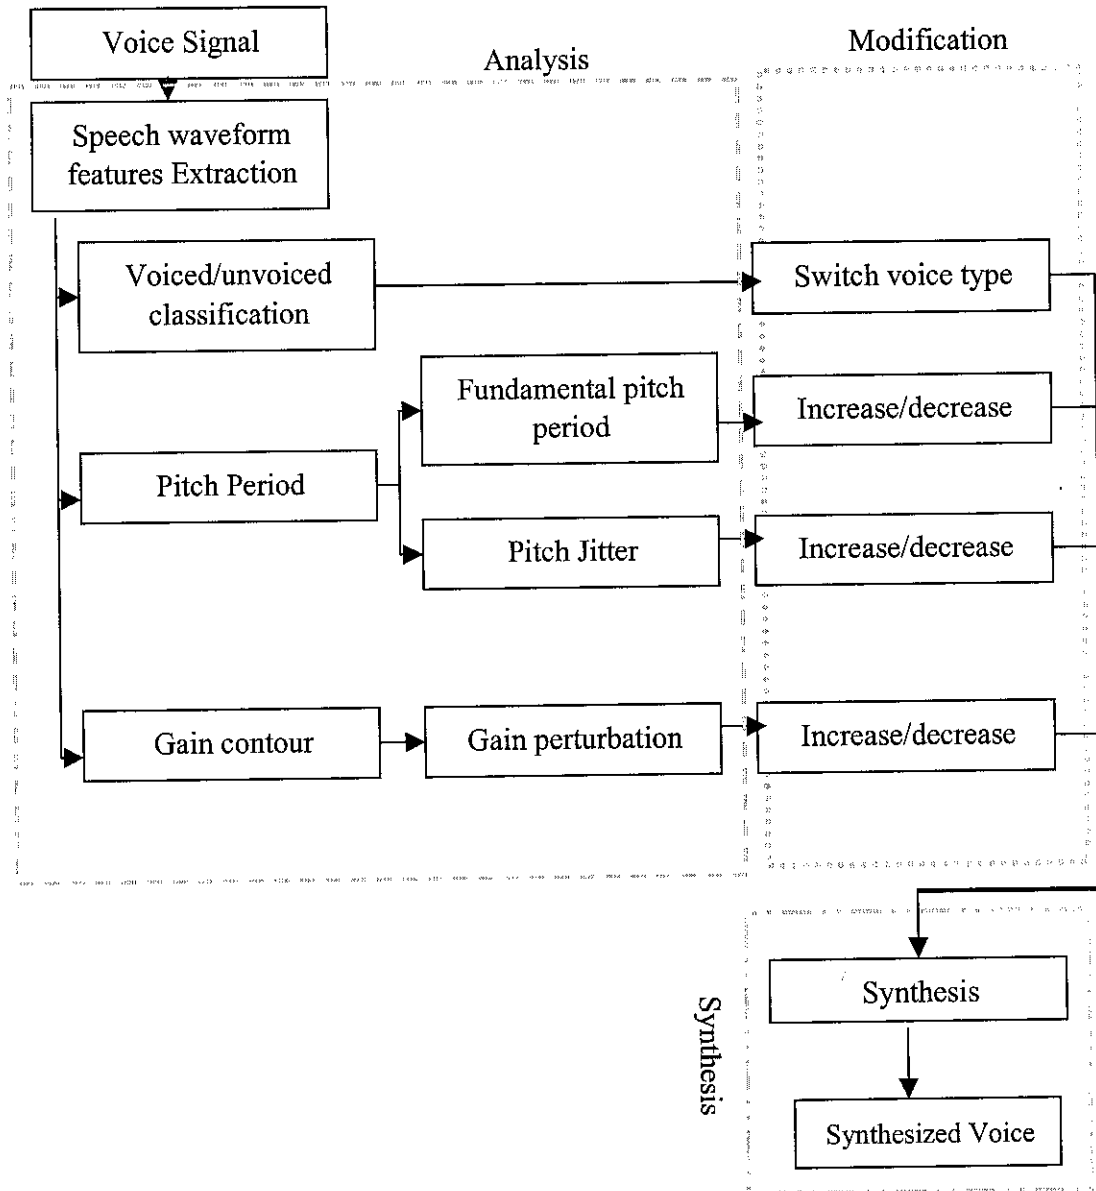 Voice Signal
Analysis
Modification
Speech waveform
features Extraction
Voiced/unvoiced
classification
Switch voice type
Fundamental pitch
period
Increase/decrease
Pitch Period
Pitch Jitter
Increase/decrease
Gain contour
Gain perturbation
Increase/decrease
Synthesis
Synthesis
Synthesized Voice